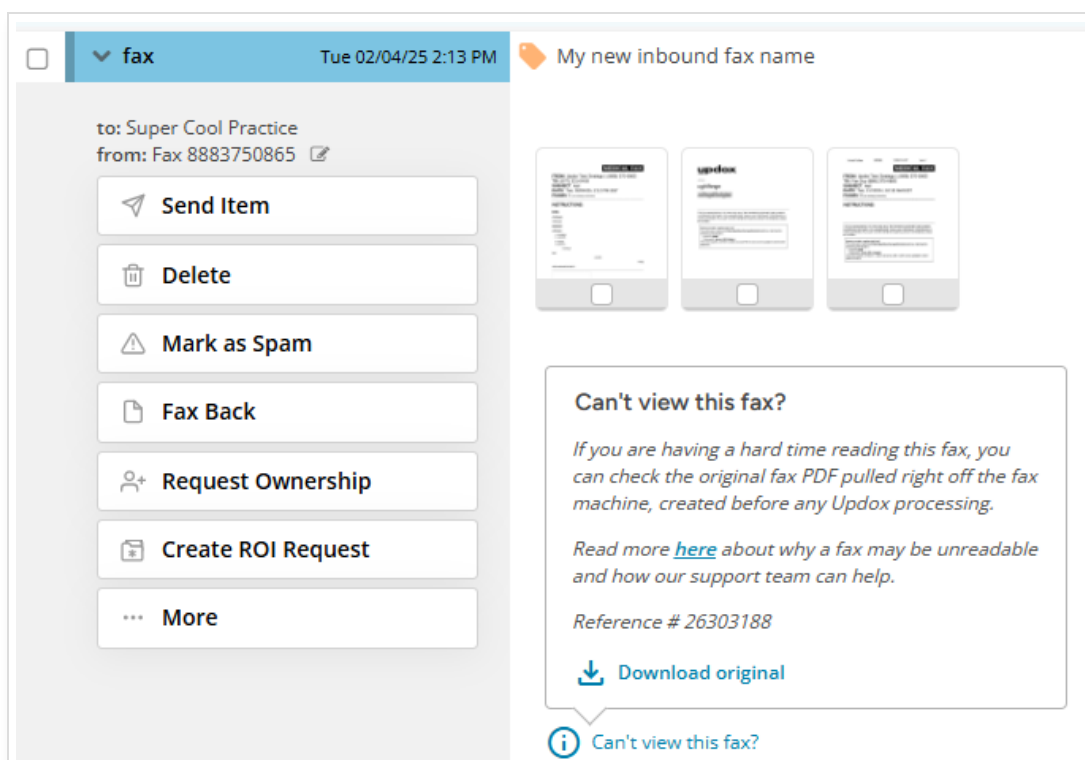 fax
Tue 02/04/25 2:13 PM
My new inbound fax name
to: Super Cool Practice
from: Fax 8883750865
Send Item
Delete
Mark as Spam
Fax Back
Request Ownership
Create ROI Request
More
updox
INSTRUCTIONS
Can't view this fax?
If you are having a hard time reading this fax, you
can check the original fax PDF pulled right off the fax
machine, created before any Updox processing.
Read more here about why a fax may be unreadable
and how our support team can help.
Reference # 26303188
Download original
Can't view this fax?